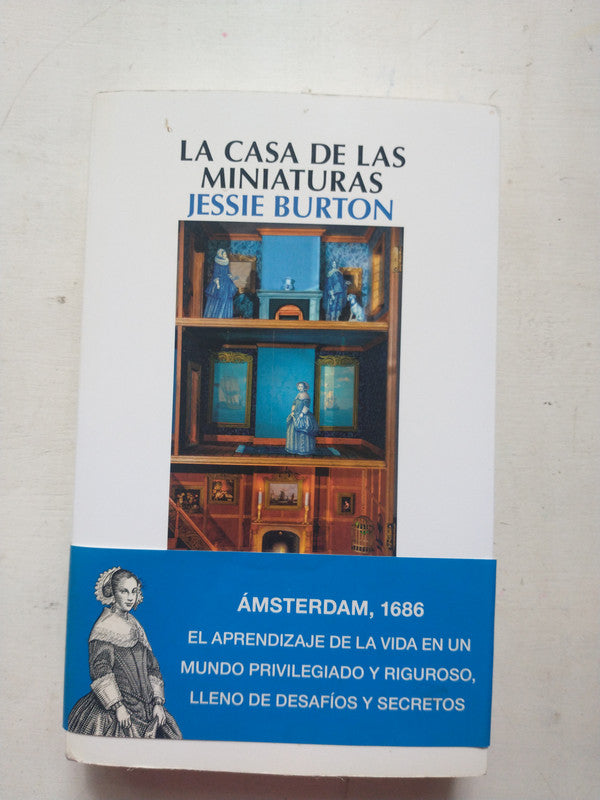 LA CASA DE LAS
MINIATURAS
JESSIE BURTON
ÁMSTERDAM, 1686
EL APRENDIZAJE DE LA VIDA EN UN
MUNDO PRIVILEGIADO Y RIGUROSO,
LLENO DE DESAFÍOS Y SECRETOS